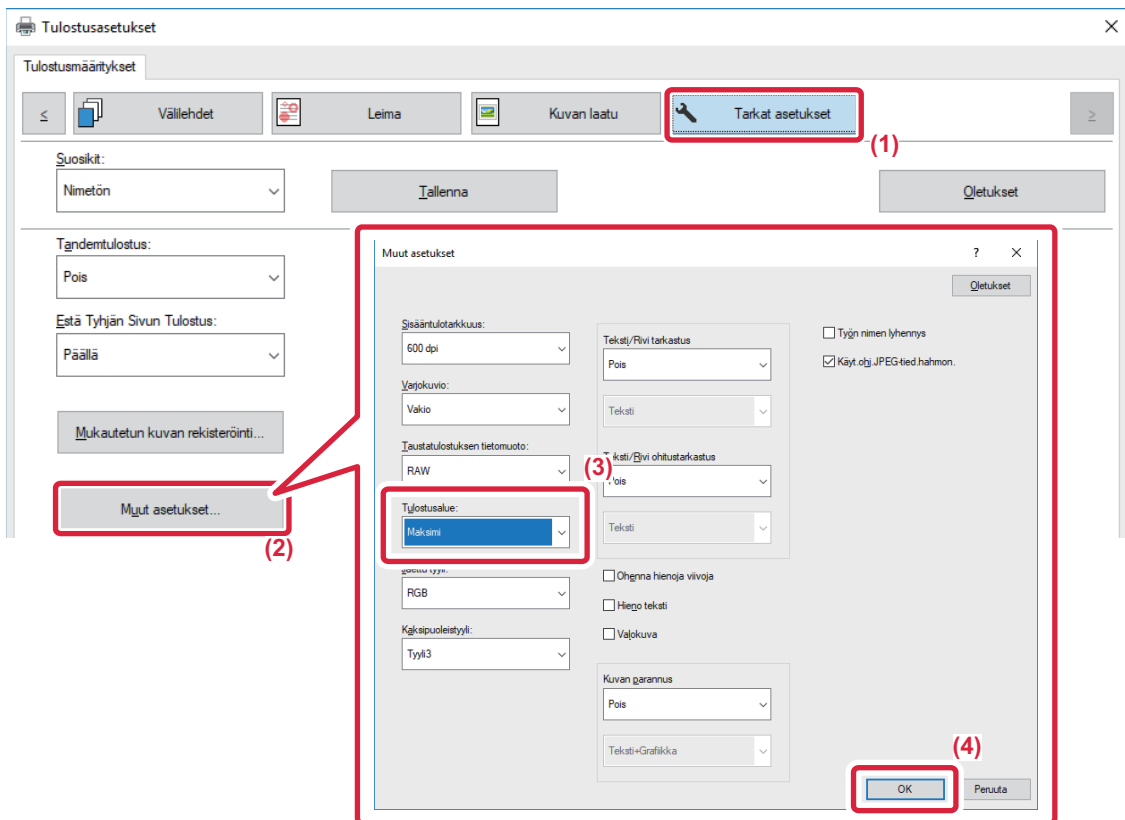 Tulostusasetukset
Tulostusmääritykset
≤ Välilehdet Leima Kuvan laatu Tarkat asetukset ≥
(1)
Suosikit:
Nimetön Tallenna Oletukset
Tandemtulostus:
Pois
Estä Tyhjän Sivun Tulostus:
Päällä
Mukautetun kuvan rekisteröinti...
Muut asetukset...
(2)
Muut asetukset ?
Oletukset
Sisääntulotarkkuus:
600 dpi
Varjokuvio:
Vakio
Taustatulostuksen tietomuoto:
RAW
(3)
Tulostusalue:
Maksimi
RGB
Kaksipuoleistyyli:
Tyyli3
Teksti/Rivi tarkastus
Pois
Teksti
Teksti/Rivi ohitustarkastus
Pois
Teksti
Ohenna hienoja viivoja
Hieno teksti
Valokuva
Kuvan parannus
Pois
Teksti+Grafiikka
Työn nimen lyhennys
Käyt.ohj.JPEG-tied.hahmon.
(4)
OK Peruuta